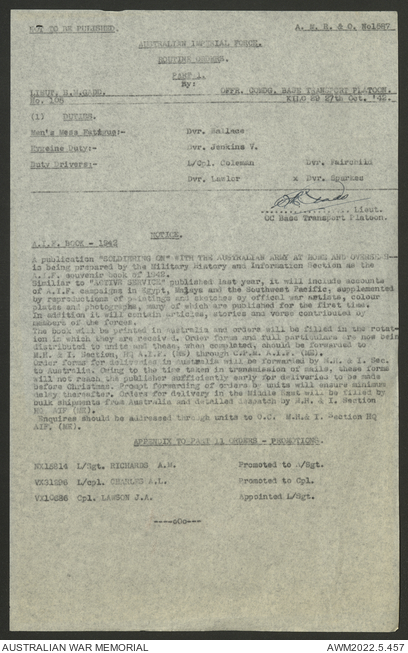 NOT TO BE PUBLISHED. A. R. R. & O. No1587
AUSTRALIAN IMPERIAL FORCE.
ROUTINE ORDERS.
PART 1.
By:
LIEUT. OFFR. COMDG. BASE TRANSPORT PLATOON.
No. 106 KILO 89 27th Oct. '42.
(1) DUTIES.
Men's Mess Fatigue:- Dvr. Wallace
Dvr. Jenkins V.
Duty Drivers:- L/Cpl. Coleman Dvr. Fairchild
Dvr. Lawler x Dvr. Sparkes
Lieut.
OC Base Transport Platoon.
NOTICE.
A.I.F. BOOK - 1942
A publication "SOLDIERING ON" WITH THE AUSTRALIAN ARMY AT HOME AND OVERSEAS--
is being prepared by the Military History and Information Section as the
A.I.F. souvenir book of 1942.
Similar to "ACTIVE SERVICE" published last year, it will include accounts
of A.I.F. campaigns in Egypt, Malaya and the Southwest Pacific, supplemented
by reproductions of paintings and sketches by offical war artists, colour
plates and photographs, many of which are published for the first time.
In addition it will contain articles, stories and verse contributed by
members of the forces.
The book will be printed in Australia and orders will be filled in the rotat-
ion in which they are received. Order forms and full particulars are now being
distributed to units and these, when completed, should be forwarded to
M.H. & I. Section, HQ A.I.F. (ME) through C.P.M. A.I.F. (ME).
Order forms for deliveries in Australia will be forwarded by M.H. & I. Sec.
to Australia. Owing to the time taken in transmission of mails, these forms
will not reach the publisher sufficiently early for deliveries to be made
before Christmas. Prompt forwarding of orders by units will ensure minimum
delay thereafter. Orders for delivery in the Middle East will be filled by
bulk shipments from Australia and detailed despatch by M.H. & I. Section
HQ AIF (ME).
Enquires should be addressed through units to O.C. M.H.& I. Section HQ
AIF. (ME).
APPENDIX TO PART 11 ORDERS - PROMOTIONS.
NX15814 L/Sgt. RICHARDS A.W. Promoted to A/Sgt.
VX31296 L/cpl. CHARLES A.L. Promoted to Cpl.
VX10886 Cpl. LAWSON J.A. Appointed L/Sgt.
----oOo---
AUSTRALIAN WAR MEMORIAL AWM2022.5.457